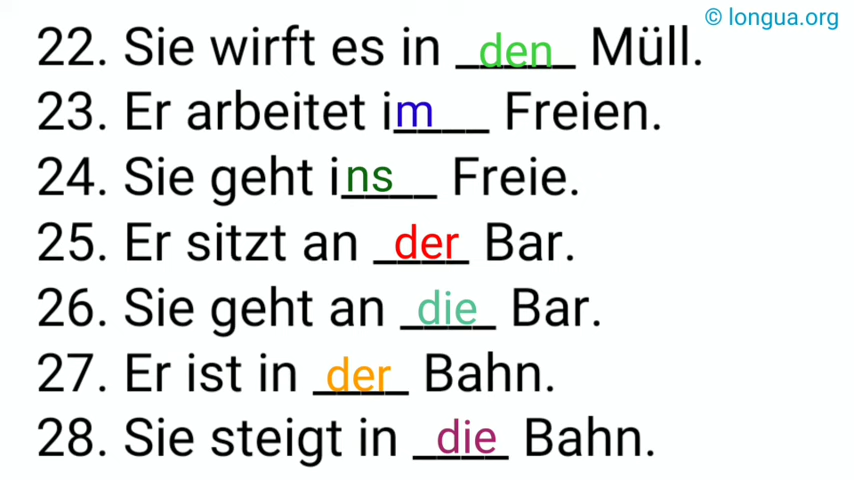 © longua.org
22. Sie wirft es in den Müll.
23. Er arbeitet im Freien.
24. Sie geht ins Freie.
25. Er sitzt an der Bar.
26. Sie geht an die Bar.
27. Er ist in der Bahn.
28. Sie steigt in die Bahn.